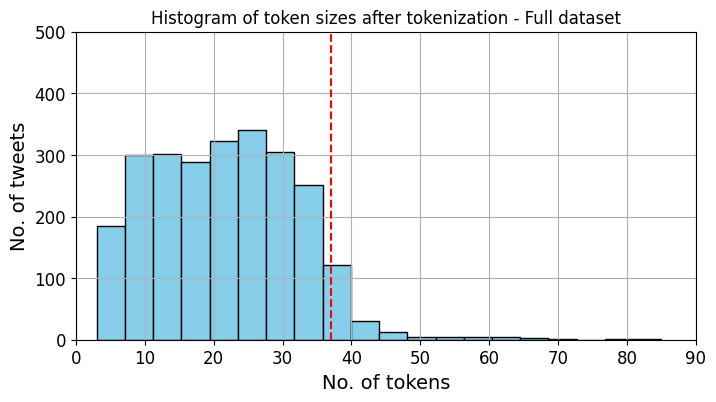 Histogram of token sizes after tokenization - Full dataset
500
400
300
200
100
0
No. of tweets
0 10 20 30 40 50 60 70 80 90
No. of tokens